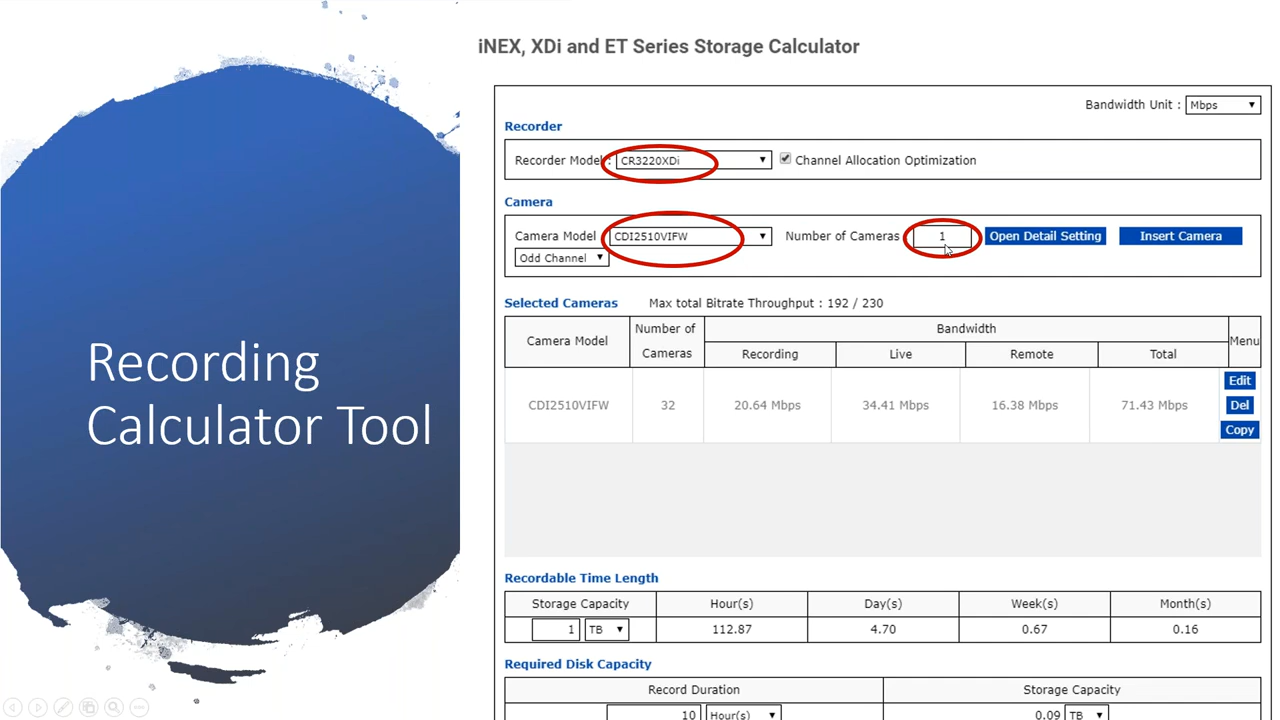 Recording
Calculator Tool
iNEX, XDi and ET Series Storage Calculator
Bandwidth Unit : Mbps
Recorder
Recorder Model : CR3220XDi Channel Allocation Optimization
Camera
Camera Model CDI2510VIFW Number of Cameras 1 Open Detail Setting Insert Camera
Odd Channel
Selected Cameras Max total Bitrate Throughput : 192 / 230
Camera Model Number of Cameras Bandwidth Menu
Recording Live Remote Total
CDI2510VIFW 32 20.64 Mbps 34.41 Mbps 16.38 Mbps 71.43 Mbps
Edit
Del
Copy
Recordable Time Length
Storage Capacity Hour(s) Day(s) Week(s) Month(s)
1 TB 112.87 4.70 0.67 0.16
Required Disk Capacity
Record Duration Storage Capacity
10 Hour(s) 0.09 TB